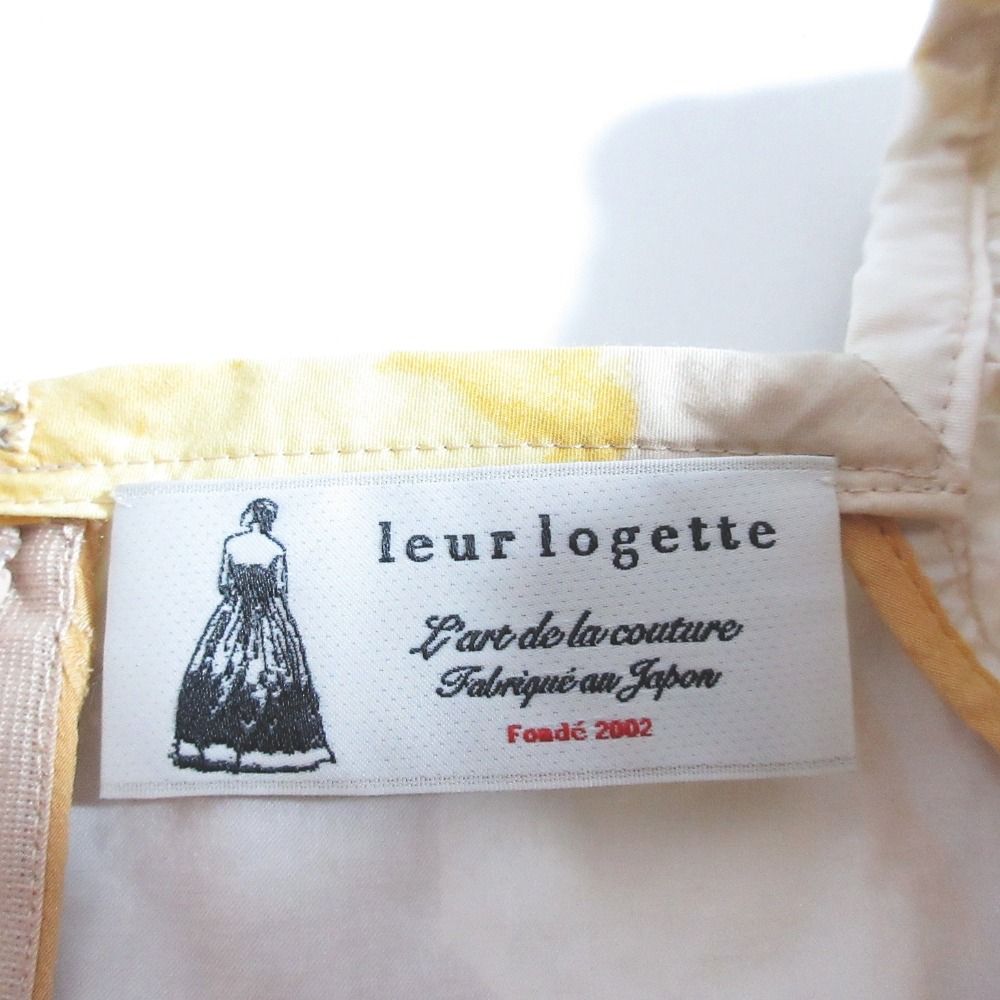 leur logette
L'art de la couture
Fabriqué au Japon
Fondé 2002